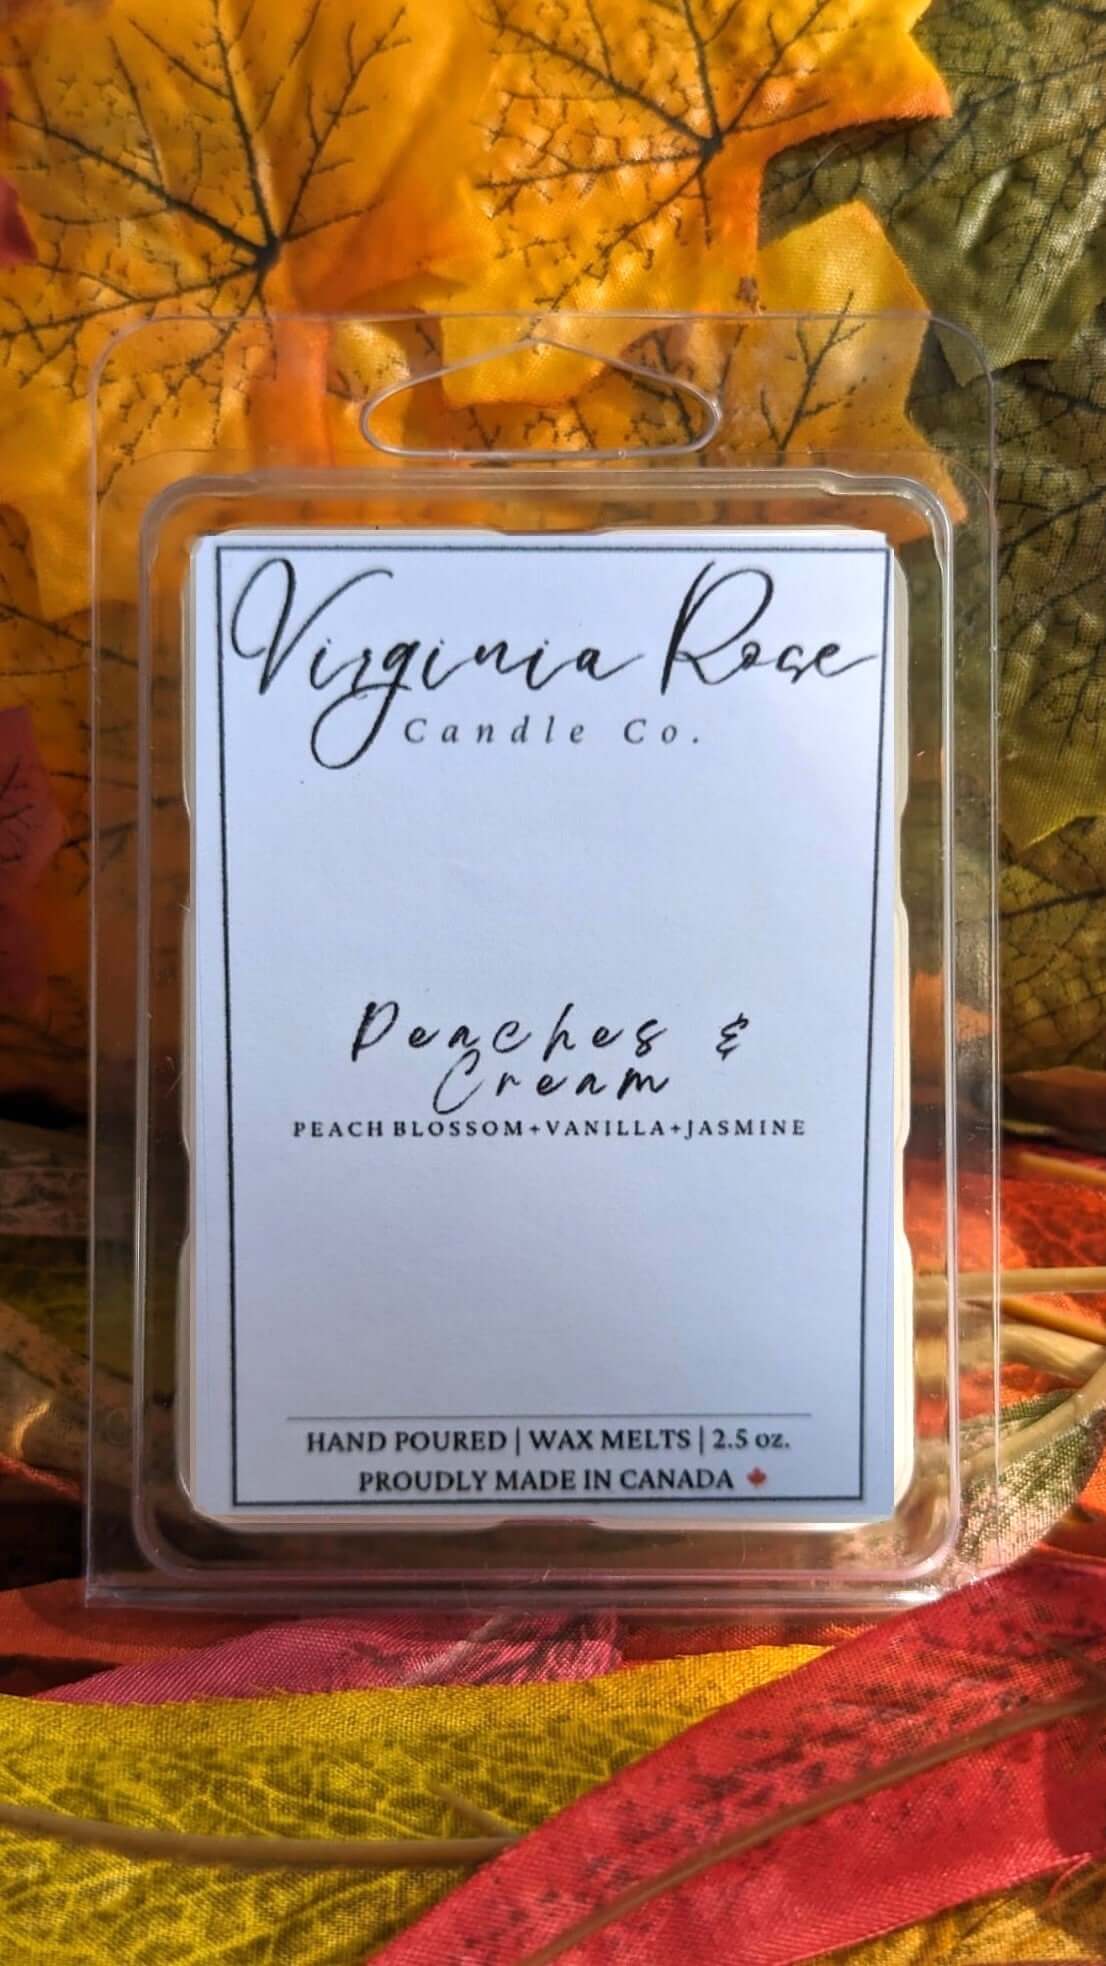 Virginia Rose
Candle Co.
Peaches &
Cream
PEACH BLOSSOM+VANILLA+JASMINE
HAND POURED | WAX MELTS | 2.5 oz.
PROUDLY MADE IN CANADA